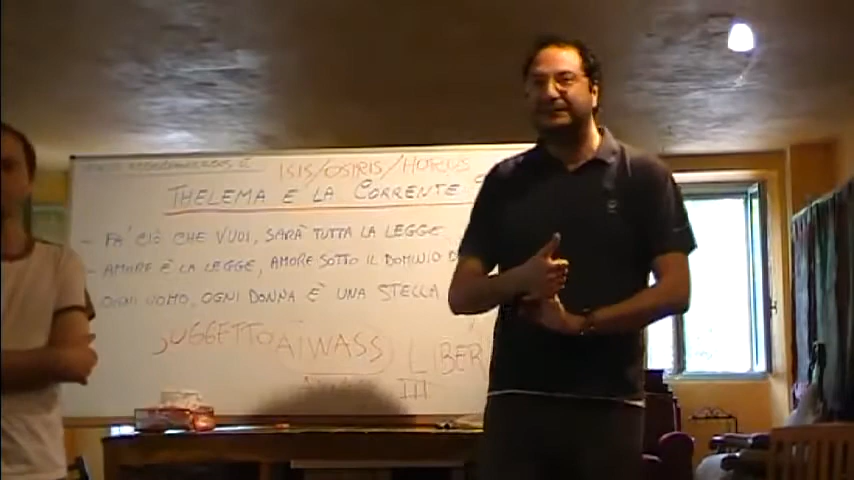 ISIS/OSIRIS/HORUS
THELEMA E LA CORRENTE
- FA' CIÒ CHE VUOI, SARÀ TUTTA LA LEGGE.
- AMORE È LA LEGGE, AMORE SOTTO IL DOMINIO
OGNI UOMO, OGNI DONNA È UNA STELLA.
AIWASS LIBER
III